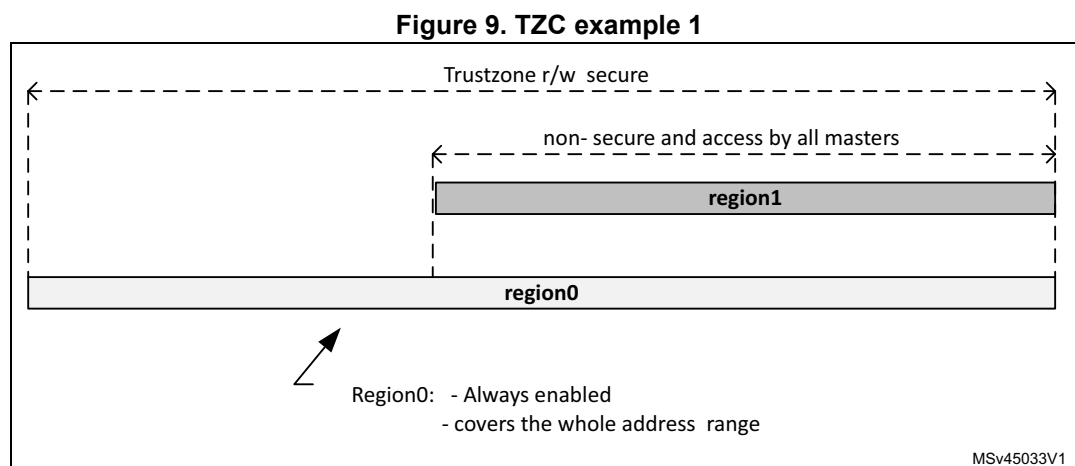 Figure 9. TZC example 1
Trustzone r/w secure
non- secure and access by all masters
region1
region0
Region0: - Always enabled
- covers the whole address range
MSv45033V1